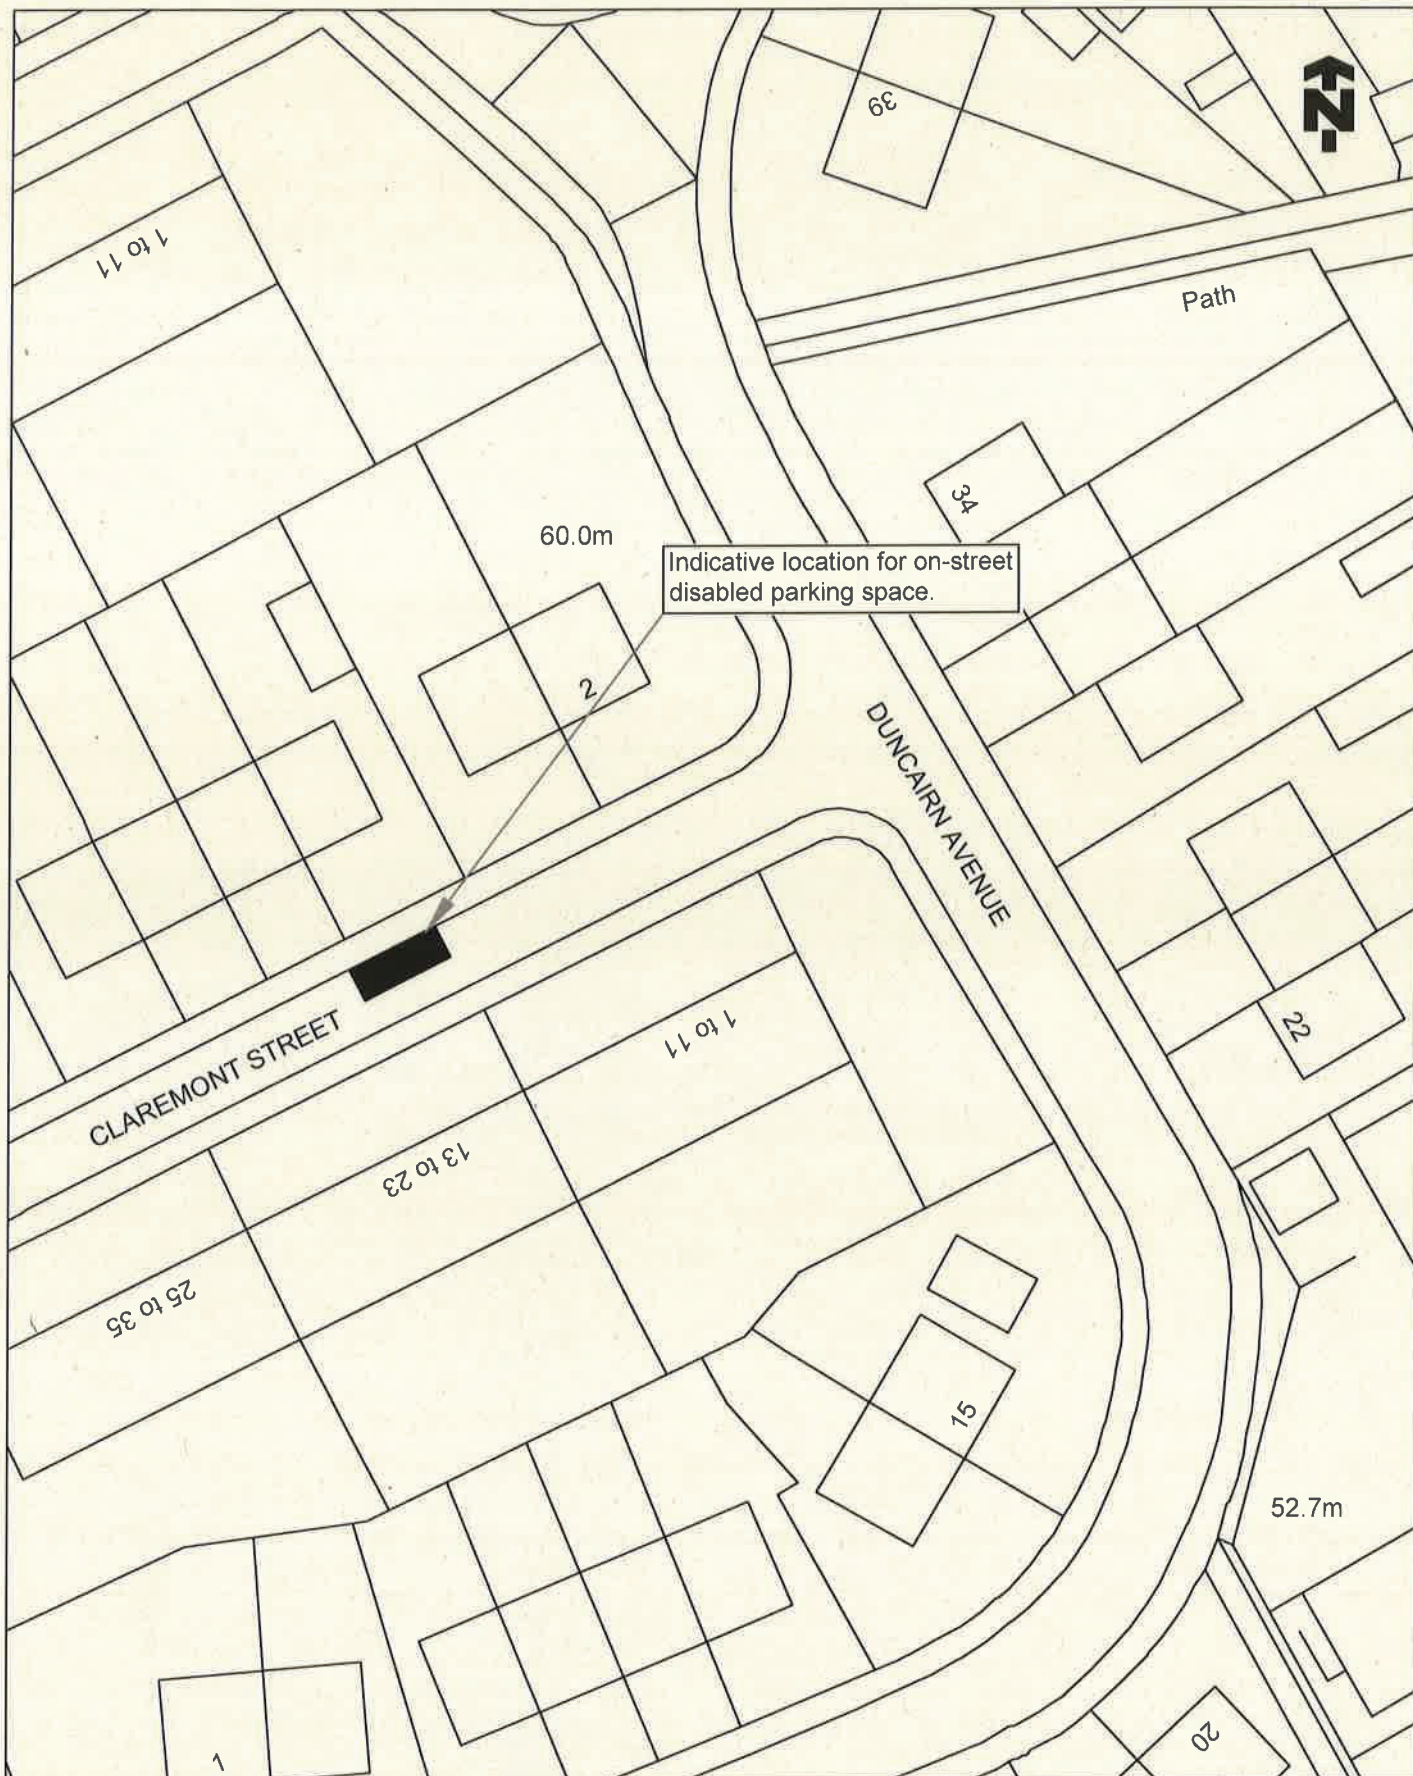 39
N
1 to 11
Path
34
60.0m
Indicative location for on-street
disabled parking space.
2
DUNCAIRN AVENUE
CLAREMONT STREET
1 to 11
22
13 to 23
25 to 35
15
52.7m
20
1